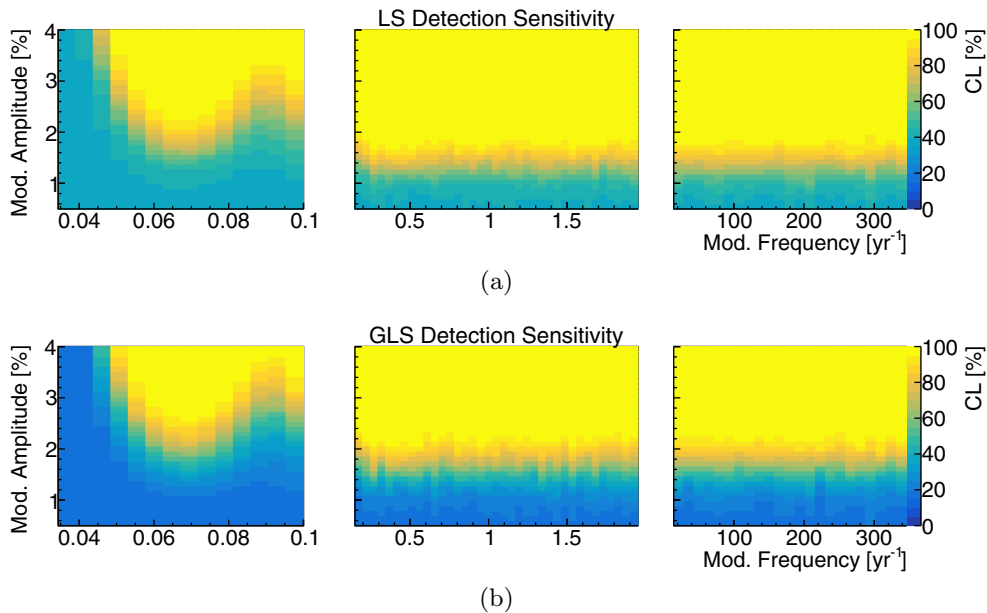 LS Detection Sensitivity
Mod. Amplitude [%]
4
3
2
1
0.04 0.06 0.08 0.1
0.5 1 1.5
100 200 300
Mod. Frequency [yr-1]
100
80
60
40
20
0
CL [%]
(a)
GLS Detection Sensitivity
Mod. Amplitude [%]
4
3
2
1
0.04 0.06 0.08 0.1
0.5 1 1.5
100 200 300
Mod. Frequency [yr-1]
100
80
60
40
20
0
CL [%]
(b)